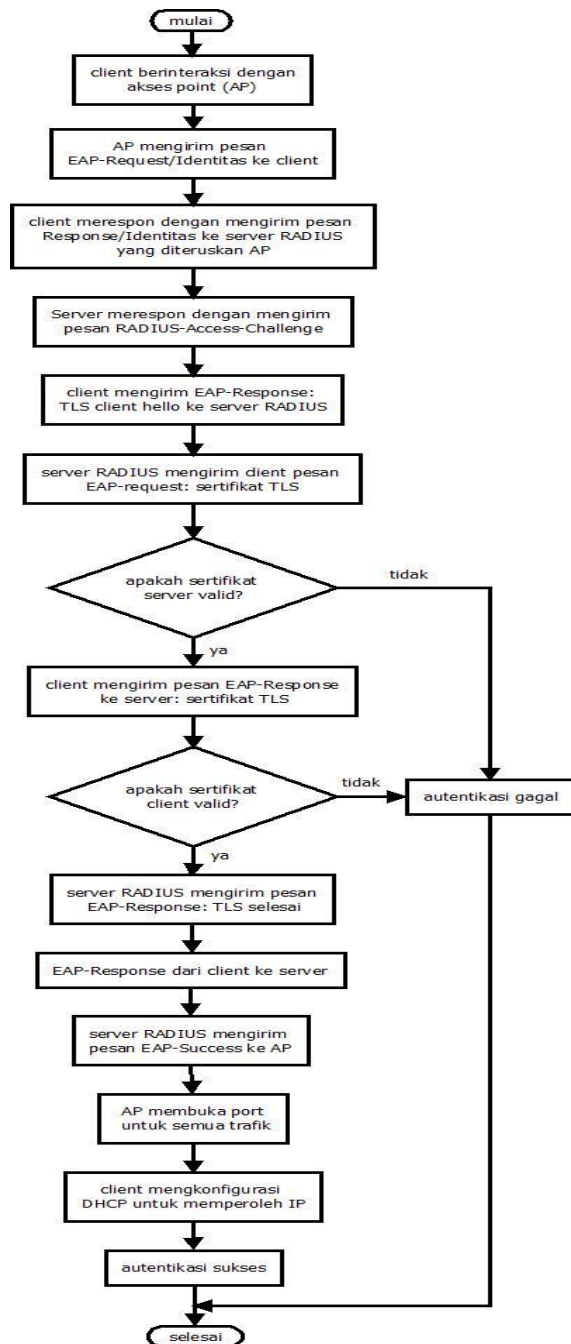 mulai
client berinteraksi dengan
akses point (AP)
AP mengirim pesan
EAP-Request/Identitas ke client
client merespon dengan mengirim pesan
Response/Identitas ke server RADIUS
yang diteruskan AP
Server merespon dengan mengirim
pesan RADIUS-Access-Challenge
client mengirim EAP-Response:
TLS client hello ke server RADIUS
server RADIUS mengirim client pesan
EAP-request: sertifikat TLS
apakah sertifikat
server valid?
tidak
ya
client mengirim pesan EAP-Response
ke server: sertifikat TLS
apakah sertifikat
client valid?
tidak
autentikasi gagal
ya
server RADIUS mengirim pesan
EAP-Response: TLS selesai
EAP-Response dari client ke server
server RADIUS mengirim
pesan EAP-Success ke AP
AP membuka port
untuk semua trafik
client mengkonfigurasi
DHCP untuk memperoleh IP
autentikasi sukses
selesai